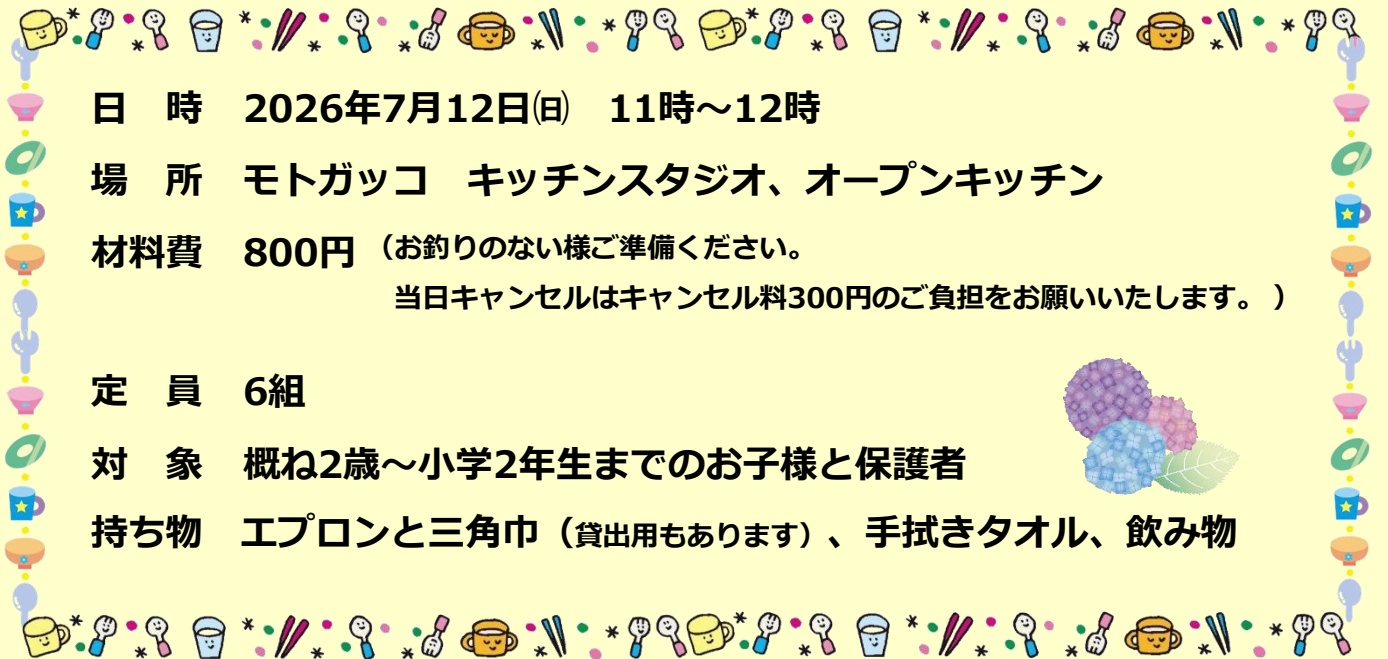 日　時　2026年7月12日㈰　11時～12時
場　所　モトガッコ　キッチンスタジオ、オープンキッチン
材料費　800円（お釣りのない様ご準備ください。
当日キャンセルはキャンセル料300円のご負担をお願いいたします。 ）
定　員　6組
対　象　概ね2歳～小学2年生までのお子様と保護者
持ち物　エプロンと三角巾（貸出用もあります）、手拭きタオル、飲み物